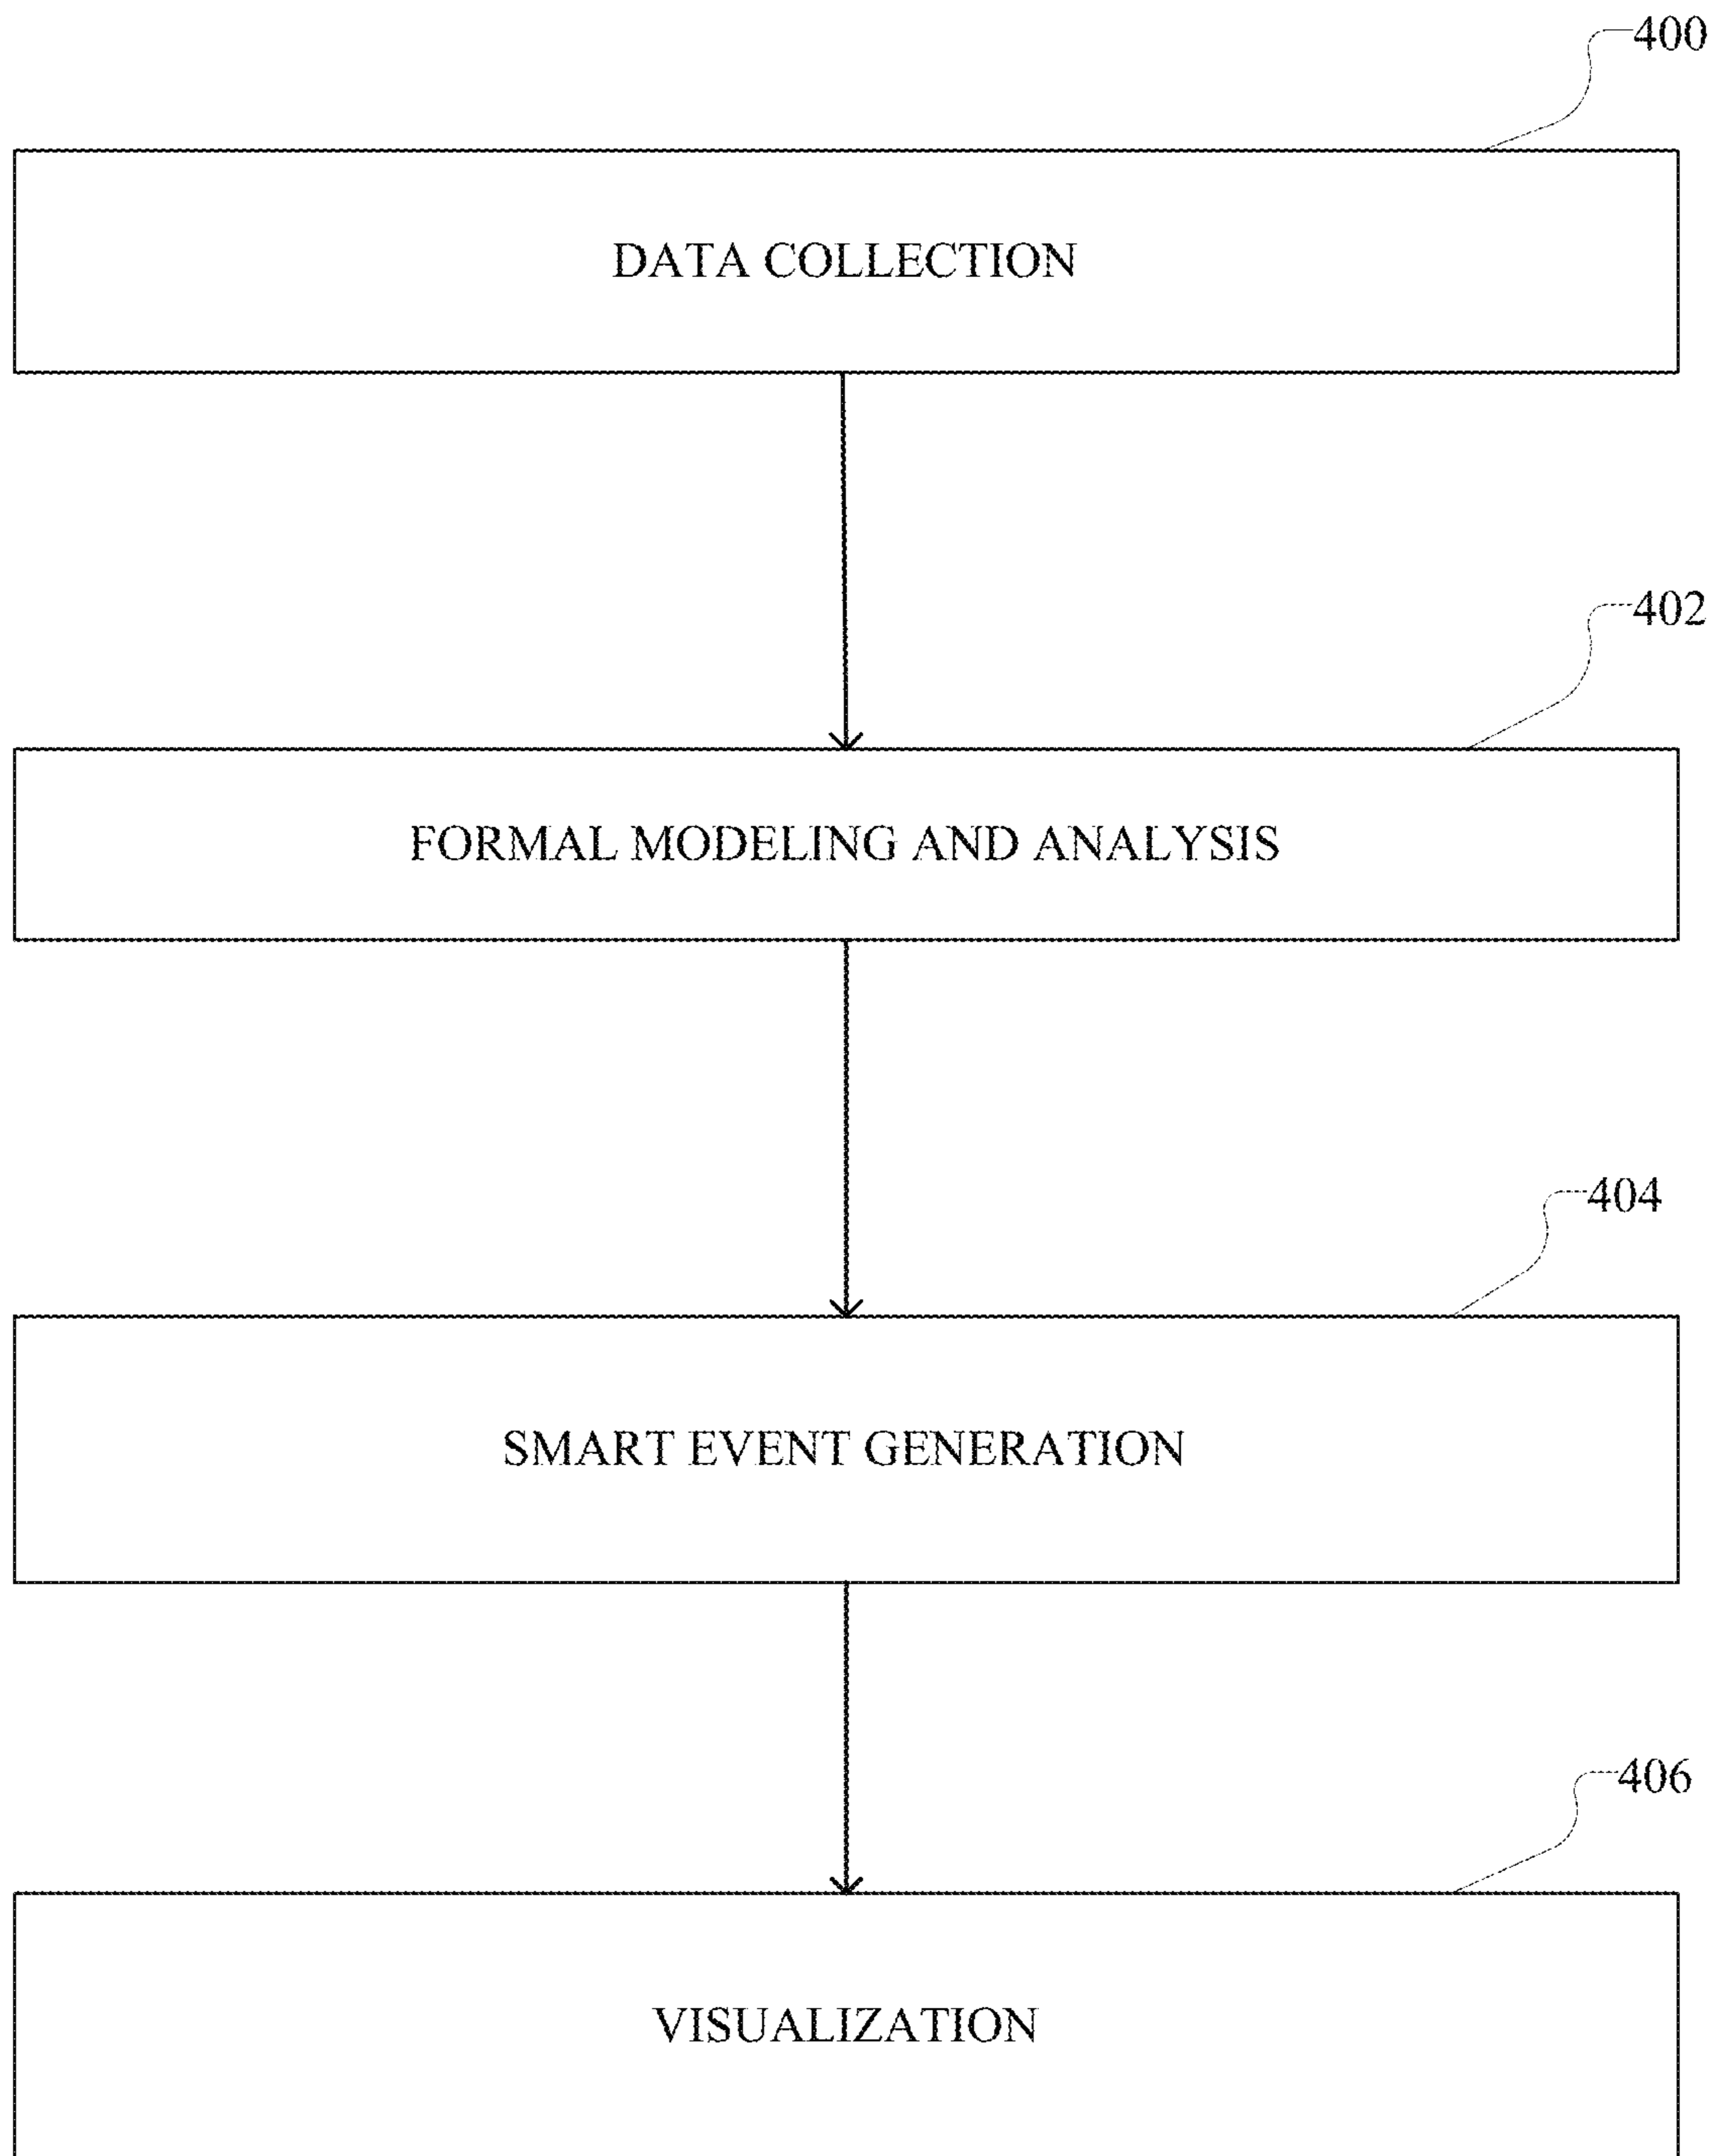 400
DATA COLLECTION
402
FORMAL MODELING AND ANALYSIS
404
SMART EVENT GENERATION
406
VISUALIZATION